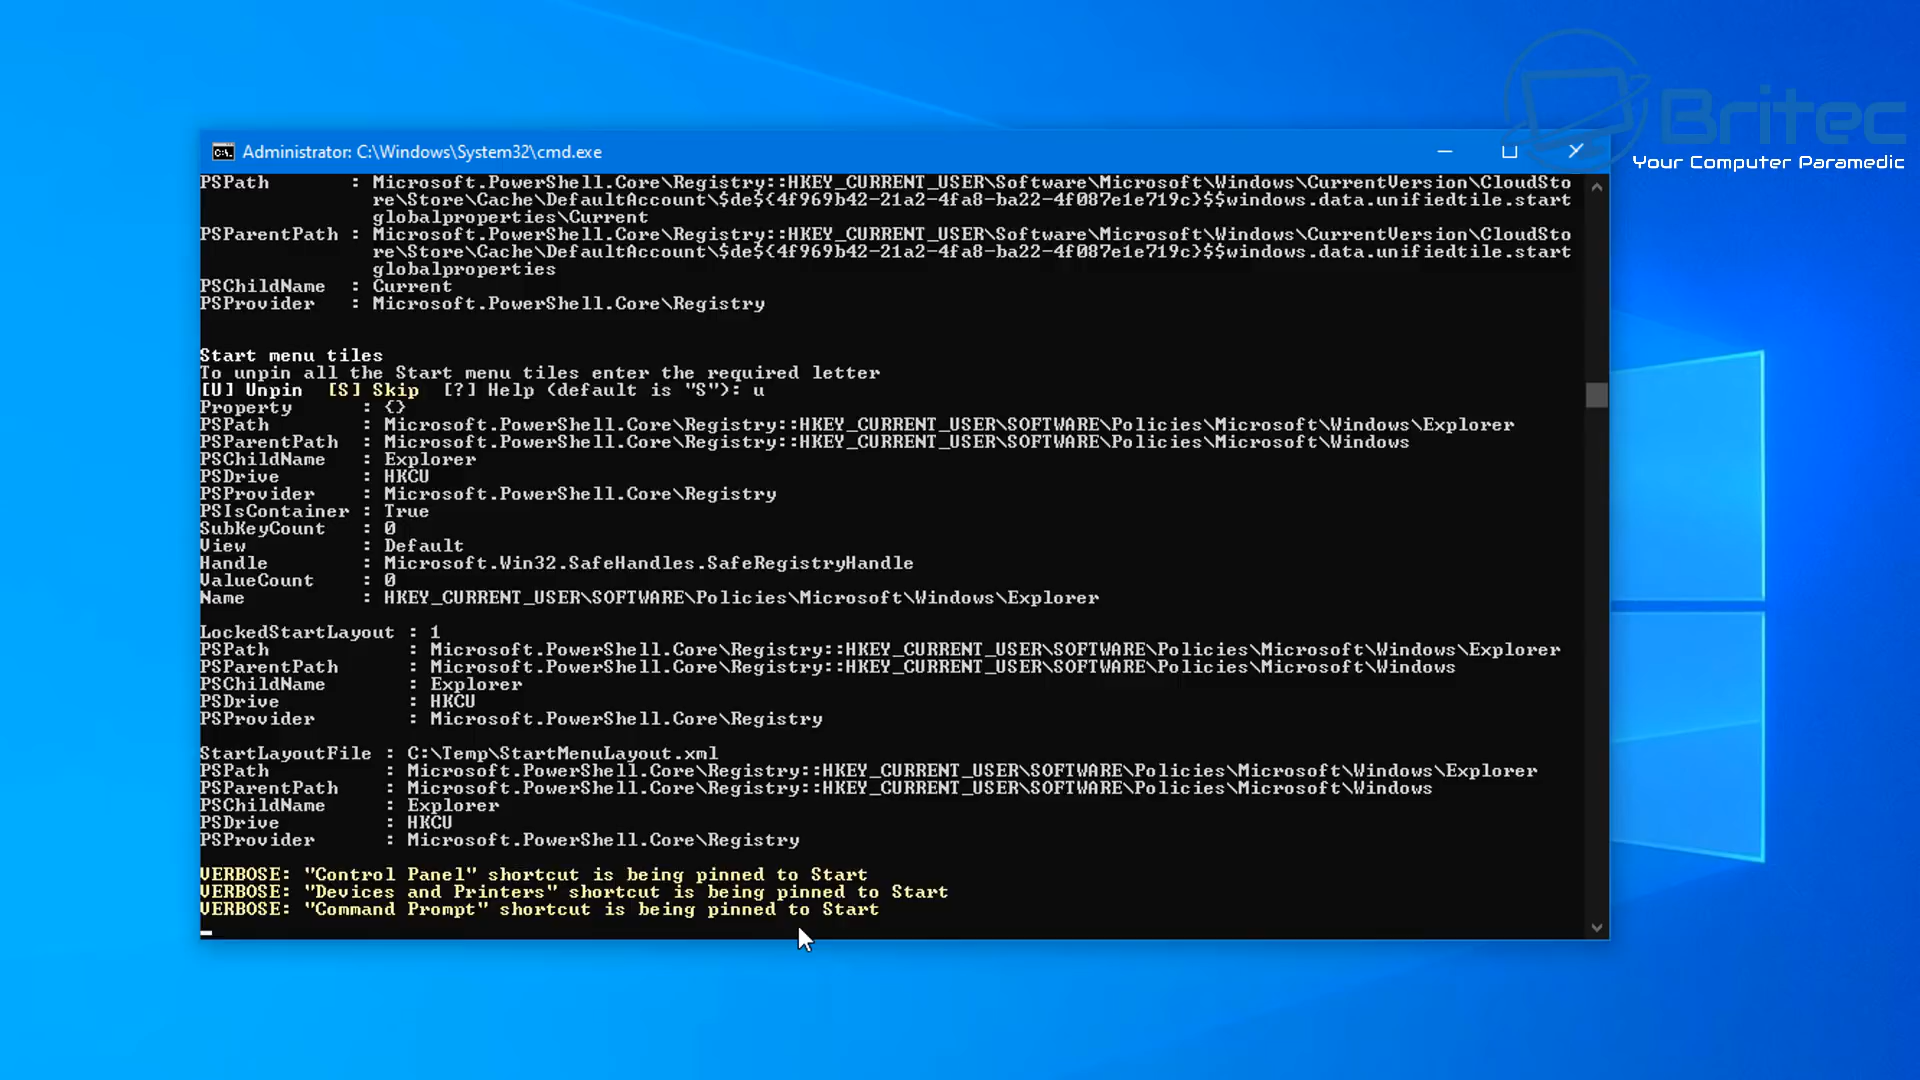 Britec
Your Computer Paramedic
Administrator: C:\Windows\System32\cmd.exe
PSPath       : Microsoft.PowerShell.Core\Registry::HKEY_CURRENT_USER\Software\Microsoft\Windows\CurrentVersion\CloudSto
               re\Store\Cache\DefaultAccount\$de${4f969b42-21a2-4fa8-ba22-4f087e1e719c}$$windows.data.unifiedtile.start
               globalproperties\Current
PSParentPath : Microsoft.PowerShell.Core\Registry::HKEY_CURRENT_USER\Software\Microsoft\Windows\CurrentVersion\CloudSto
               re\Store\Cache\DefaultAccount\$de${4f969b42-21a2-4fa8-ba22-4f087e1e719c}$$windows.data.unifiedtile.start
               globalproperties
PSChildName  : Current
PSProvider   : Microsoft.PowerShell.Core\Registry
Start menu tiles
To unpin all the Start menu tiles enter the required letter
[U] Unpin  [S] Skip  [?] Help (default is "S"): u
Property      : {}
PSPath        : Microsoft.PowerShell.Core\Registry::HKEY_CURRENT_USER\SOFTWARE\Policies\Microsoft\Windows\Explorer
PSParentPath  : Microsoft.PowerShell.Core\Registry::HKEY_CURRENT_USER\SOFTWARE\Policies\Microsoft\Windows
PSChildName   : Explorer
PSDrive       : HKCU
PSProvider    : Microsoft.PowerShell.Core\Registry
PSIsContainer : True
SubKeyCount   : 0
View          : Default
Handle        : Microsoft.Win32.SafeHandles.SafeRegistryHandle
ValueCount    : 0
Name          : HKEY_CURRENT_USER\SOFTWARE\Policies\Microsoft\Windows\Explorer
LockedStartLayout : 1
PSPath            : Microsoft.PowerShell.Core\Registry::HKEY_CURRENT_USER\SOFTWARE\Policies\Microsoft\Windows\Explorer
PSParentPath      : Microsoft.PowerShell.Core\Registry::HKEY_CURRENT_USER\SOFTWARE\Policies\Microsoft\Windows
PSChildName       : Explorer
PSDrive           : HKCU
PSProvider        : Microsoft.PowerShell.Core\Registry
StartLayoutFile : C:\Temp\StartMenuLayout.xml
PSPath          : Microsoft.PowerShell.Core\Registry::HKEY_CURRENT_USER\SOFTWARE\Policies\Microsoft\Windows\Explorer
PSParentPath    : Microsoft.PowerShell.Core\Registry::HKEY_CURRENT_USER\SOFTWARE\Policies\Microsoft\Windows
PSChildName     : Explorer
PSDrive         : HKCU
PSProvider      : Microsoft.PowerShell.Core\Registry
VERBOSE: "Control Panel" shortcut is being pinned to Start
VERBOSE: "Devices and Printers" shortcut is being pinned to Start
VERBOSE: "Command Prompt" shortcut is being pinned to Start